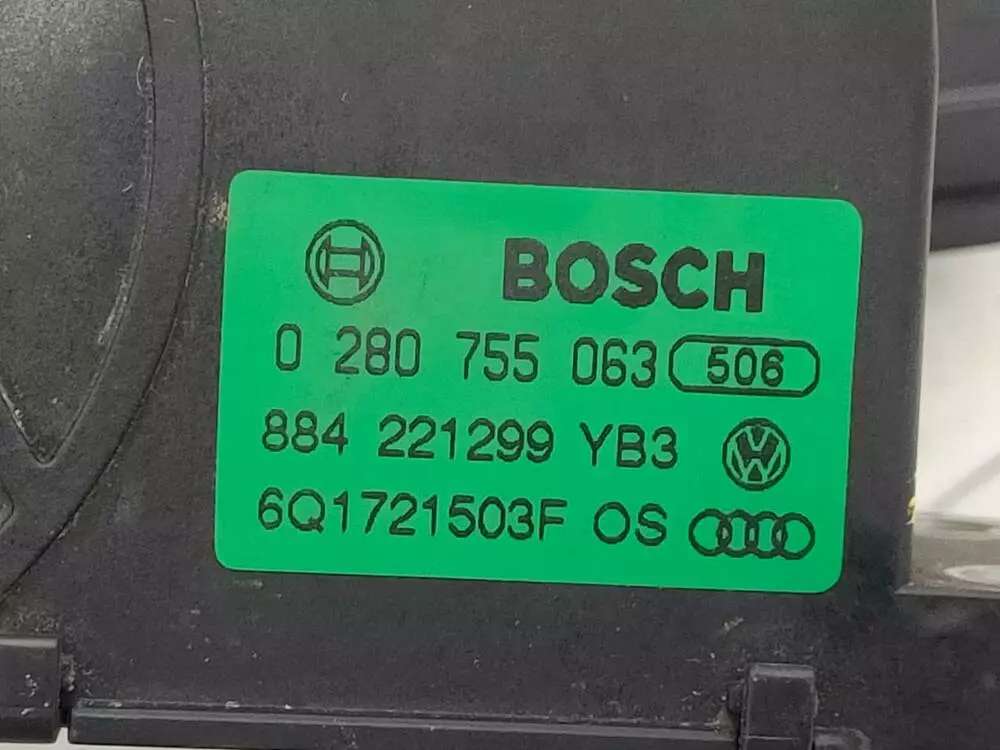 BOSCH
0 280 755 063 506
884 221299 YB3
6Q1721503F OS